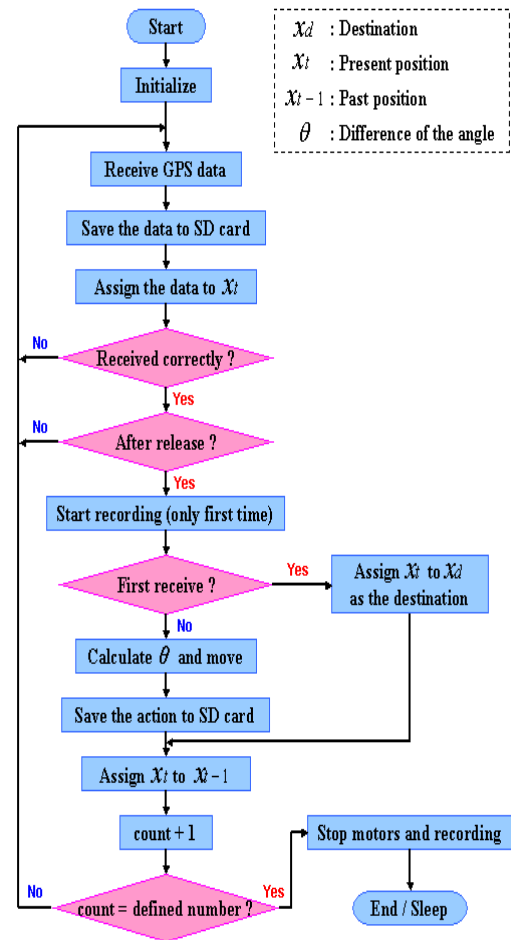 Start
xd : Destination
xt : Present position
xt-1 : Past position
θ : Difference of the angle
Initialize
Receive GPS data
Save the data to SD card
Assign the data to xt
Received correctly ?
No
Yes
After release ?
No
Yes
Start recording (only first time)
First receive ?
Yes
Assign xt to xd
as the destination
No
Calculate θ and move
Save the action to SD card
Assign xt to xt-1
count + 1
count = defined number ?
No
Yes
Stop motors and recording
End / Sleep